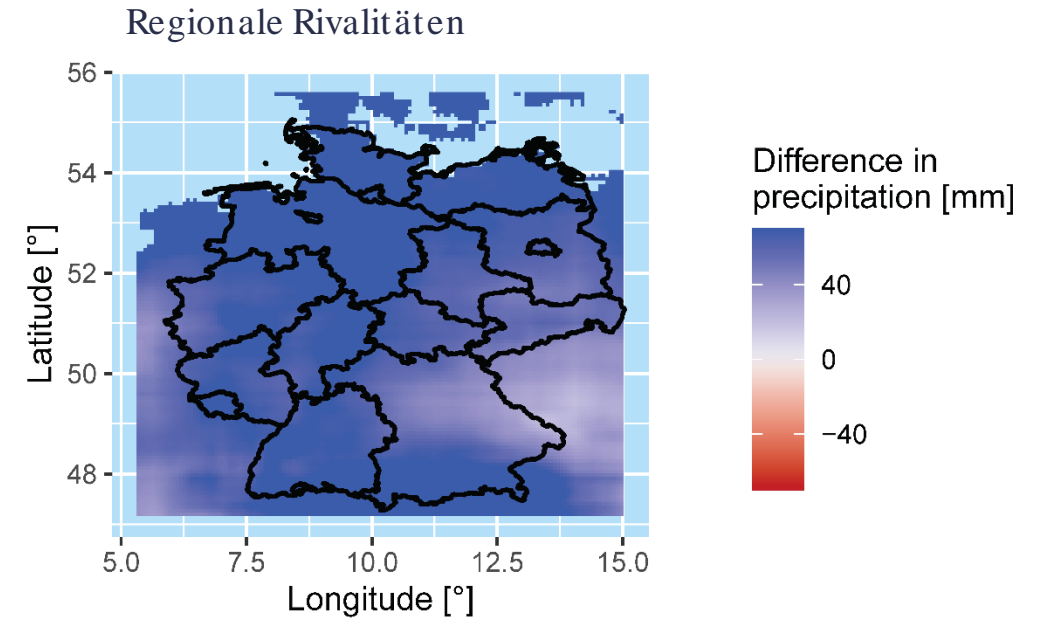 Regionale Rivalitäten
56
54
52
50
48
Latitude [°]
5.0 7.5 10.0 12.5 15.0
Longitude [°]
Difference in
precipitation [mm]
40
0
−40